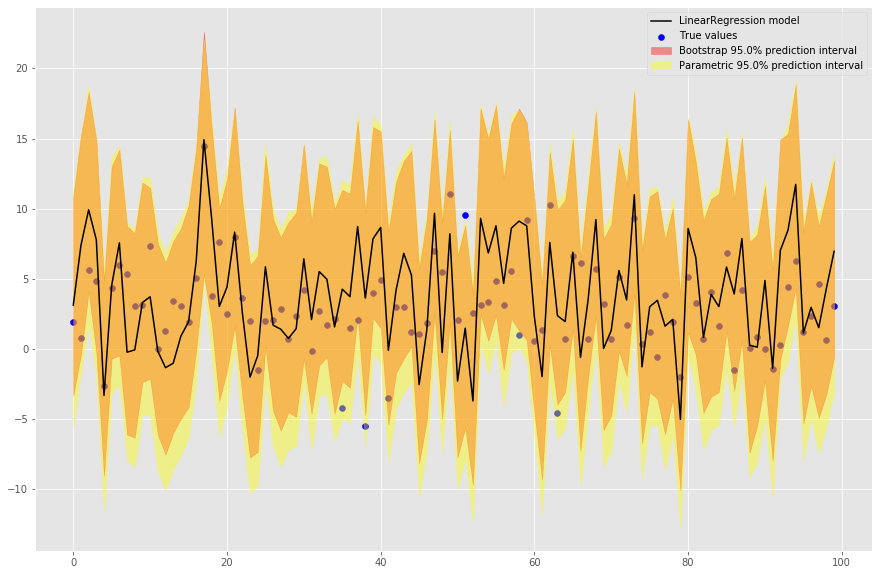 LinearRegression model
True values
Bootstrap 95.0% prediction interval
Parametric 95.0% prediction interval
20
15
10
5
0
−5
−10
0 20 40 60 80 100